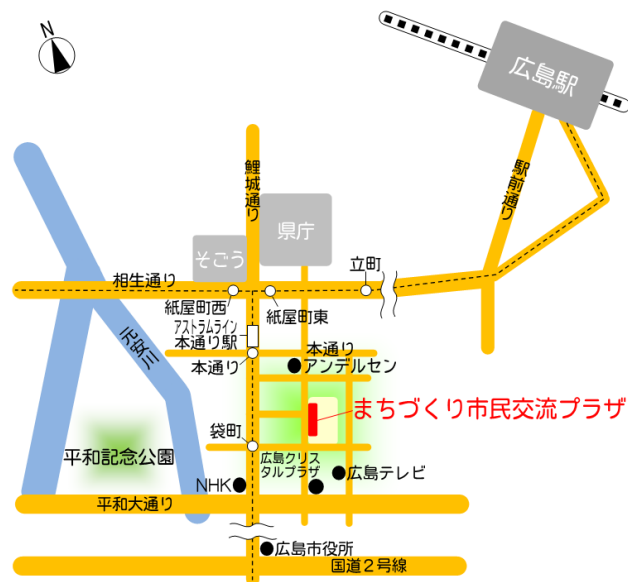 N
広島駅
駅前通り
鯉城通り
県庁
そごう
立町
相生通り
紙屋町西
紙屋町東
アストラムライン
本通り駅
本通り
本通り
アンデルセン
元安川
まちづくり市民交流プラザ
袋町
平和記念公園
広島クリス
タルプラザ
広島テレビ
NHK
平和大通り
広島市役所
国道2号線